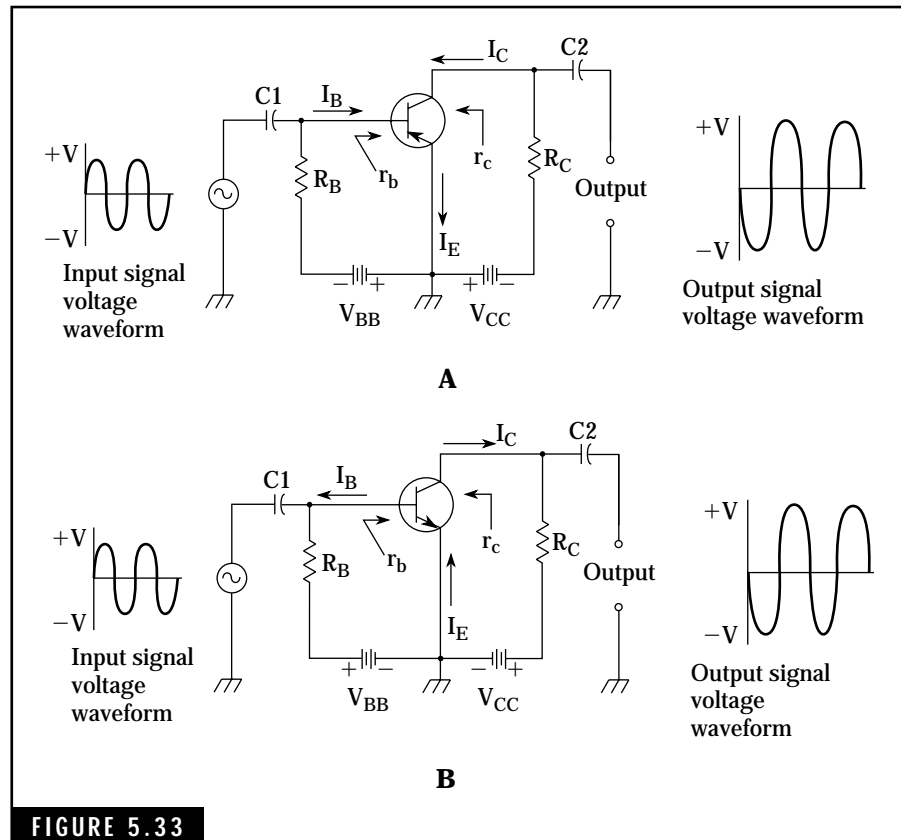 I_C
C2
C1
I_B
+V
−V
R_B
r_b
r_c
R_C
I_E
Output
+V
−V
− +
+ −
V_BB
V_CC
Input signal
voltage
waveform
Output signal
voltage waveform
A
I_C
C2
C1
I_B
+V
−V
R_B
r_b
r_c
R_C
I_E
Output
+V
−V
+ −
− +
V_BB
V_CC
Input signal
voltage
waveform
Output signal
voltage
waveform
B
FIGURE 5.33